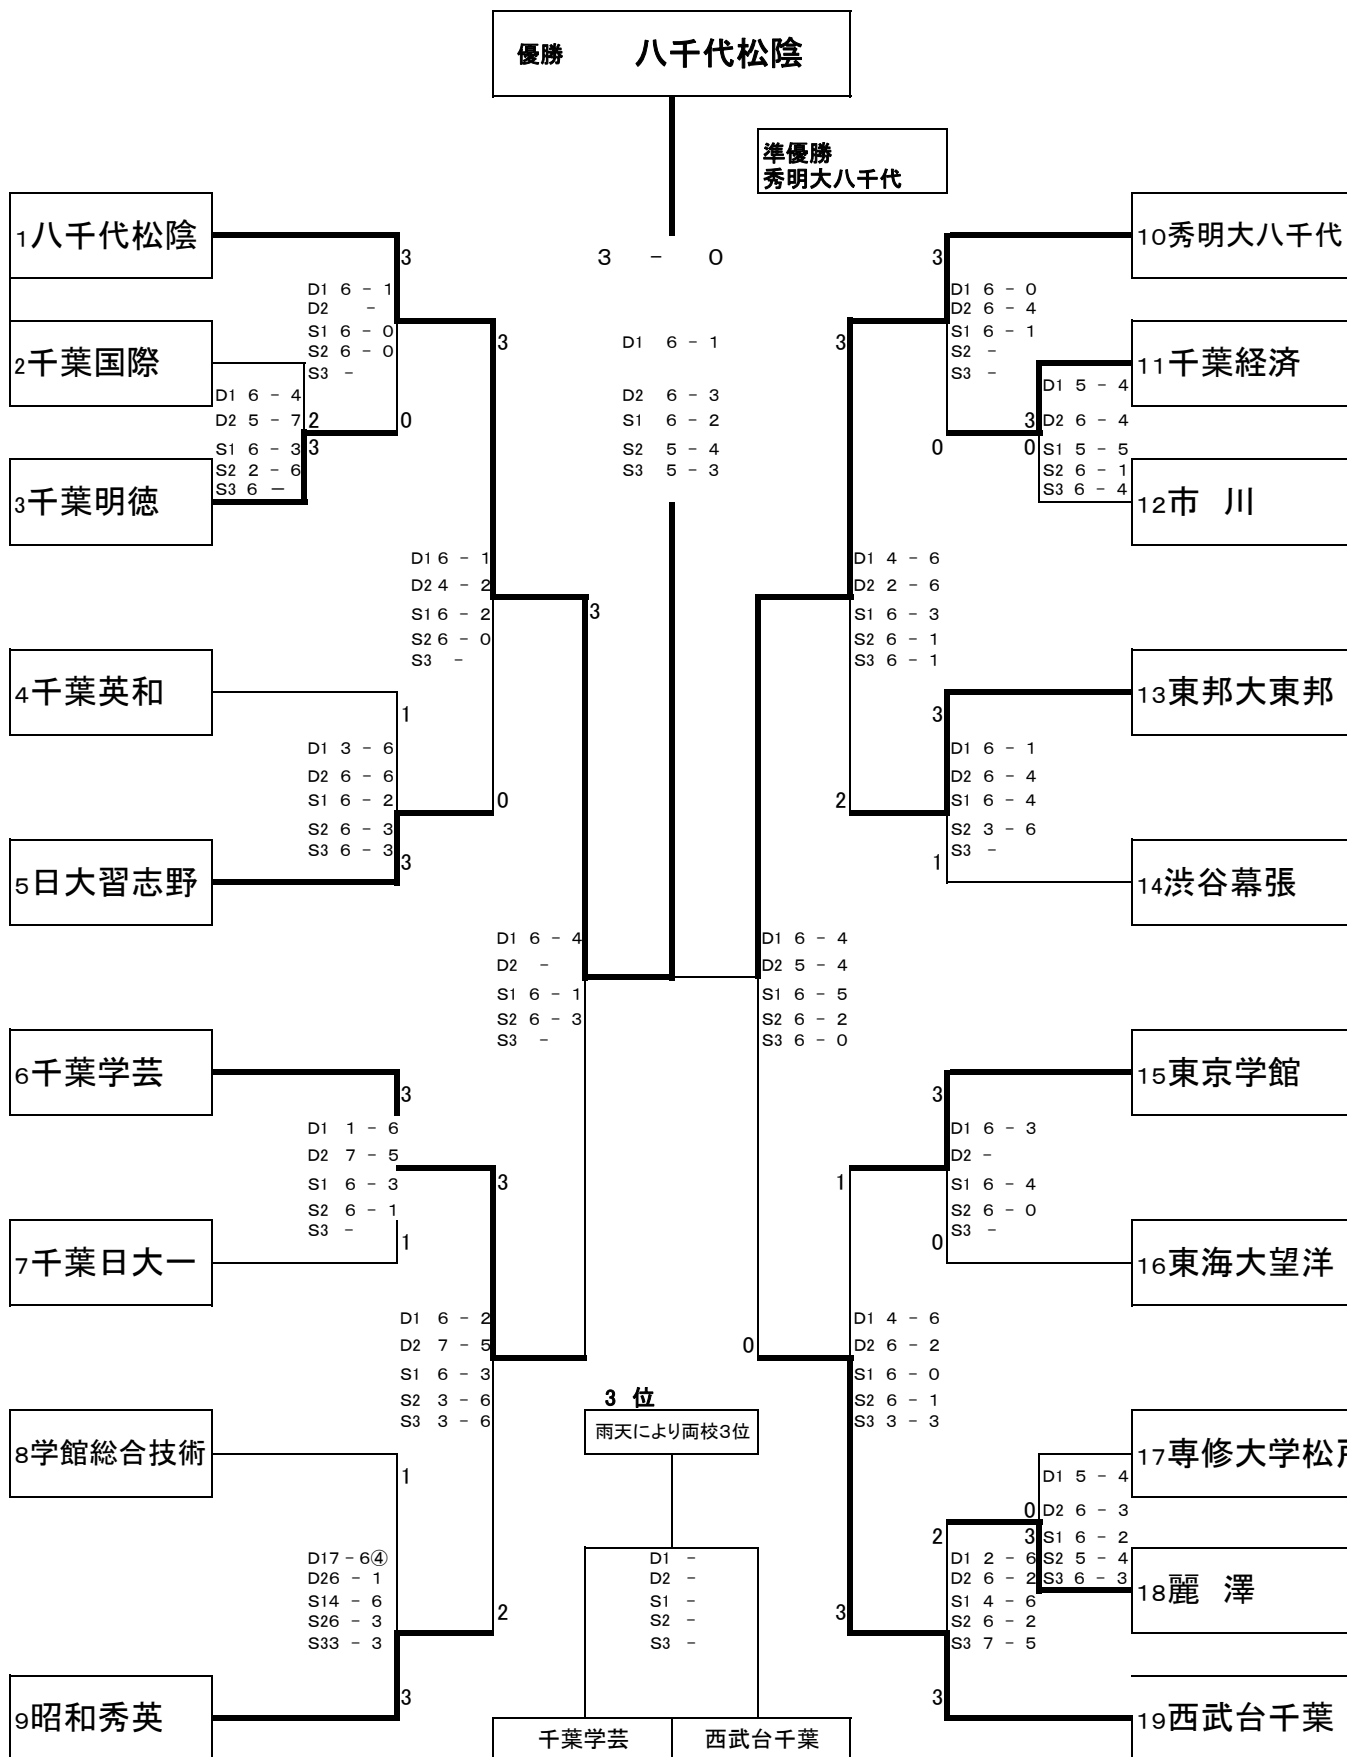 優勝 八千代松陰
準優勝
秀明大八千代
3 - 0
D1 6 - 1
D2 6 - 3
S1 6 - 2
S2 5 - 4
S3 5 - 3
1八千代松陰
3
D1 6 - 1
D2 -
S1 6 - 0
S2 6 - 0
S3 -
0
2千葉国際
D1 6 - 4
D2 5 - 7
S1 6 - 3
S2 2 - 6
S3 6 -
2
3
3千葉明徳
3
D1 6 - 1
D2 4 - 2
S1 6 - 2
S2 6 - 0
S3 -
0
4千葉英和
1
D1 3 - 6
D2 6 - 6
S1 6 - 2
S2 6 - 3
S3 6 - 3
3
5日大習志野
3
D1 6 - 4
D2 -
S1 6 - 1
S2 6 - 3
S3 -
6千葉学芸
3
D1 1 - 6
D2 7 - 5
S1 6 - 3
S2 6 - 1
S3 -
1
7千葉日大一
3
D1 6 - 2
D2 7 - 5
S1 6 - 3
S2 3 - 6
S3 3 - 6
2
8学館総合技術
1
D17 - 6④
D26 - 1
S14 - 6
S26 - 3
S33 - 3
3
9昭和秀英
10秀明大八千代
3
D1 6 - 0
D2 6 - 4
S1 6 - 1
S2 -
S3 -
0
11千葉経済
3
0
D1 5 - 4
D2 6 - 4
S1 5 - 5
S2 6 - 1
S3 6 - 4
12市 川
3
D1 4 - 6
D2 2 - 6
S1 6 - 3
S2 6 - 1
S3 6 - 1
2
13東邦大東邦
3
D1 6 - 1
D2 6 - 4
S1 6 - 4
S2 3 - 6
S3 -
1
14渋谷幕張
D1 6 - 4
D2 5 - 4
S1 6 - 5
S2 6 - 2
S3 6 - 0
0
15東京学館
3
D1 6 - 3
D2 -
S1 6 - 4
S2 6 - 0
S3 -
0
16東海大望洋
1
D1 4 - 6
D2 6 - 2
S1 6 - 0
S2 6 - 1
S3 3 - 3
3
17専修大学松戸
0
3
D1 5 - 4
D2 6 - 3
S1 6 - 2
S2 5 - 4
S3 6 - 3
18麗 澤
2
D1 2 - 6
D2 6 - 2
S1 4 - 6
S2 6 - 2
S3 7 - 5
3
19西武台千葉
3 位
雨天により両校3位
D1 -
D2 -
S1 -
S2 -
S3 -
千葉学芸 西武台千葉